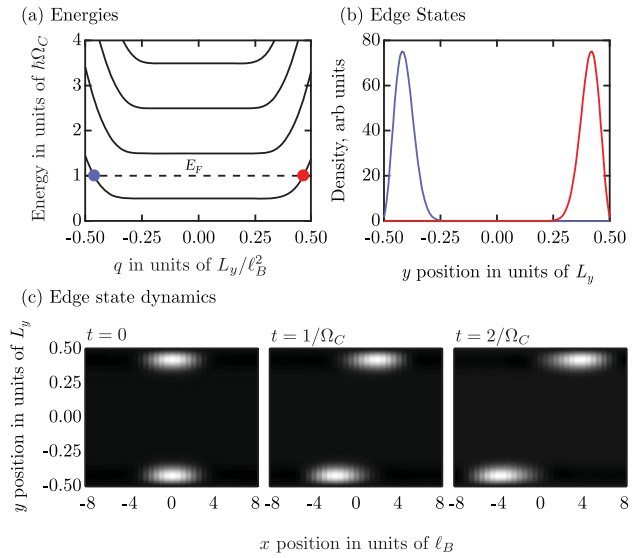 (a) Energies
Energy in units of ℏΩ_C
4
3
2
1
0
E_F
-0.50 -0.25 0.00 0.25 0.50
q in units of L_y/ℓ_B^2
(b) Edge States
Density, arb units
80
60
40
20
0
-0.50 -0.25 0.00 0.25 0.50
y position in units of L_y
(c) Edge state dynamics
y position in units of L_y
0.50
0.25
0.00
-0.25
-0.50
t = 0
t = 1/Ω_C
t = 2/Ω_C
-8 -4 0 4 8
-8 -4 0 4 8
-8 -4 0 4 8
x position in units of ℓ_B